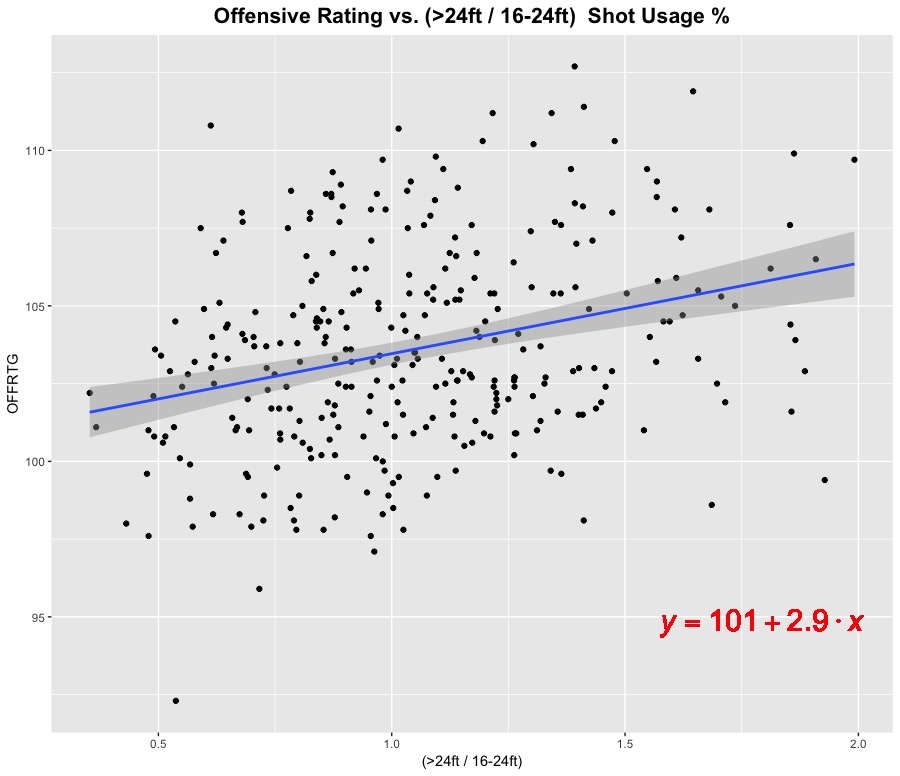 Offensive Rating vs. (>24ft / 16-24ft)  Shot Usage %
OFFRTG
110
105
100
95
y = 101 + 2.9 · x
0.5 1.0 1.5 2.0
(>24ft / 16-24ft)